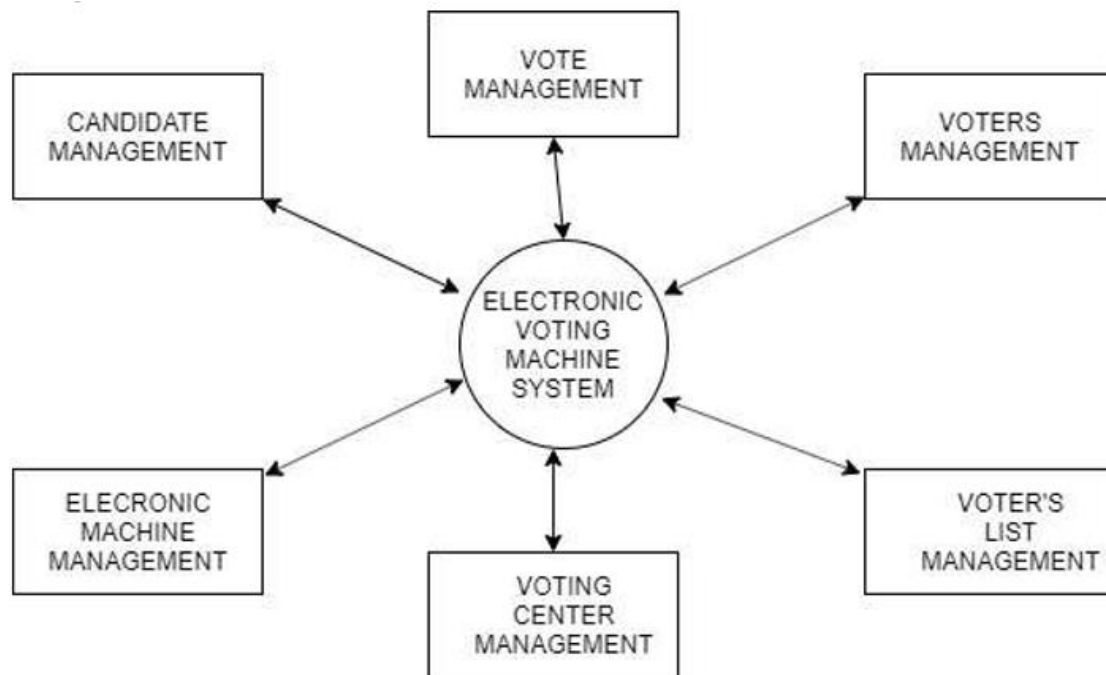 VOTE
MANAGEMENT
CANDIDATE
MANAGEMENT
VOTERS
MANAGEMENT
ELECTRONIC
VOTING
MACHINE
SYSTEM
ELECRONIC
MACHINE
MANAGEMENT
VOTING
CENTER
MANAGEMENT
VOTER'S
LIST
MANAGEMENT